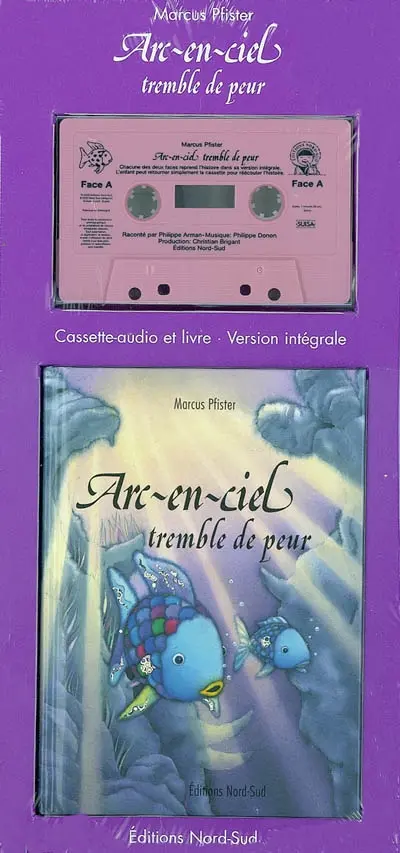 Marcus Pfister
Arc~en~ciel
tremble de peur
Marcus Pfister
Arc~en~ciel tremble de peur
Chacune des deux faces reprend l'histoire dans sa version intégrale.
L'enfant peut retourner simplement la cassette pour réécouter l'histoire.
Face A
Face A
SUISA
Raconté par Philippe Arman-Musique: Philippe Donon
Production: Christian Brigant
Éditions Nord-Sud
Cassette-audio et livre · Version intégrale
Marcus Pfister
Arc~en~ciel
tremble de peur
Éditions Nord-Sud
Éditions Nord-Sud